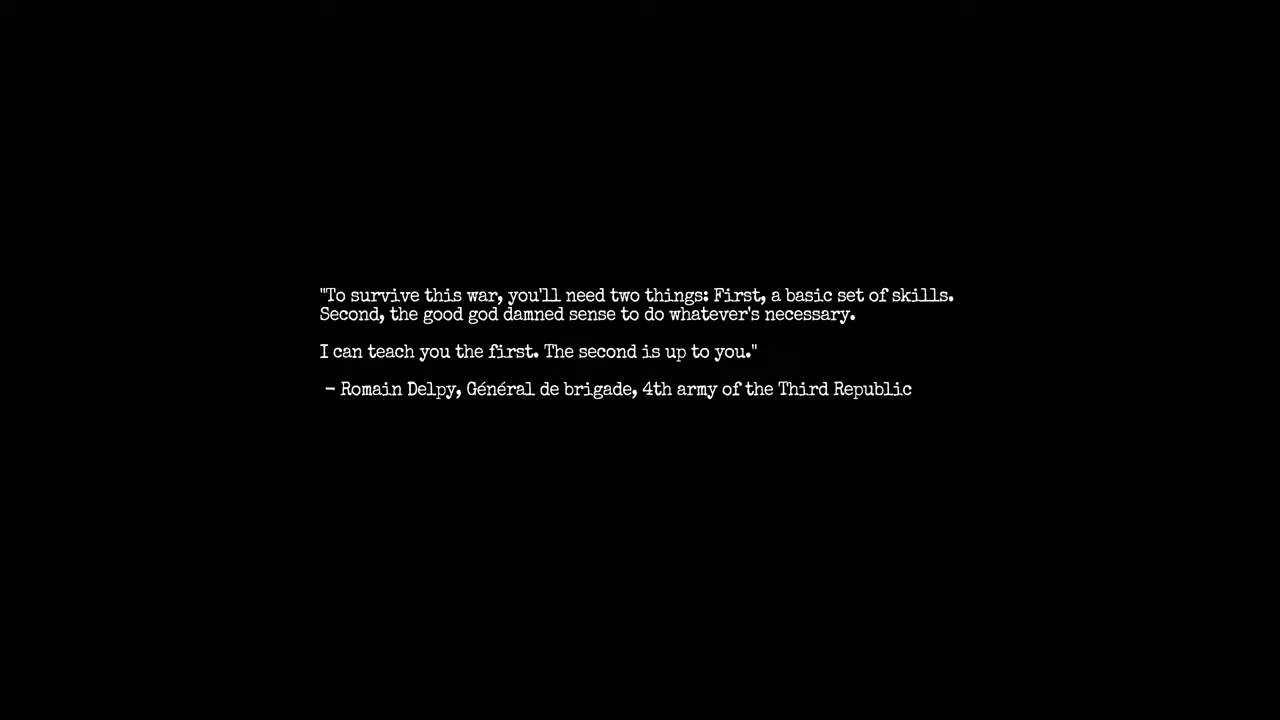 "To survive this war, you'll need two things: First, a basic set of skills.
Second, the good god damned sense to do whatever's necessary.
I can teach you the first. The second is up to you."
– Romain Delpy, Général de brigade, 4th army of the Third Republic